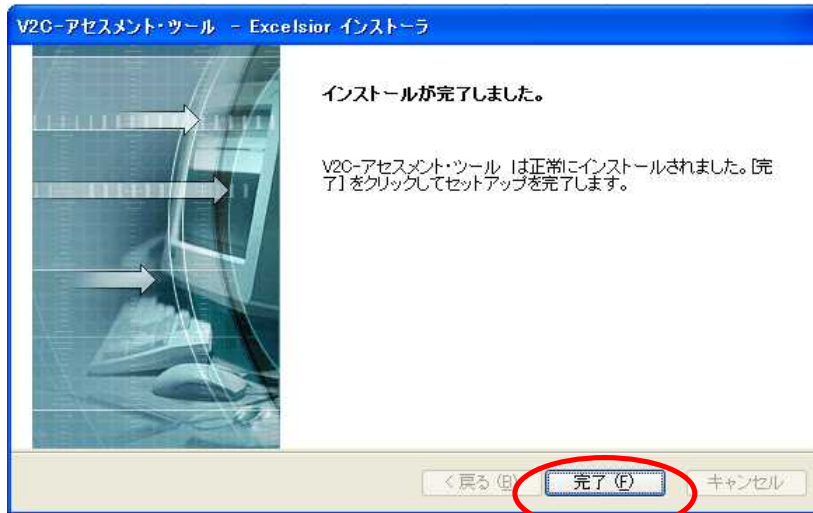 V2C-アセスメント・ツール - Excelsior インストーラ
インストールが完了しました。
V2C-アセスメント・ツール は正常にインストールされました。[完
了] をクリックしてセットアップを完了します。
< 戻る (B)
完了 (F)
キャンセル